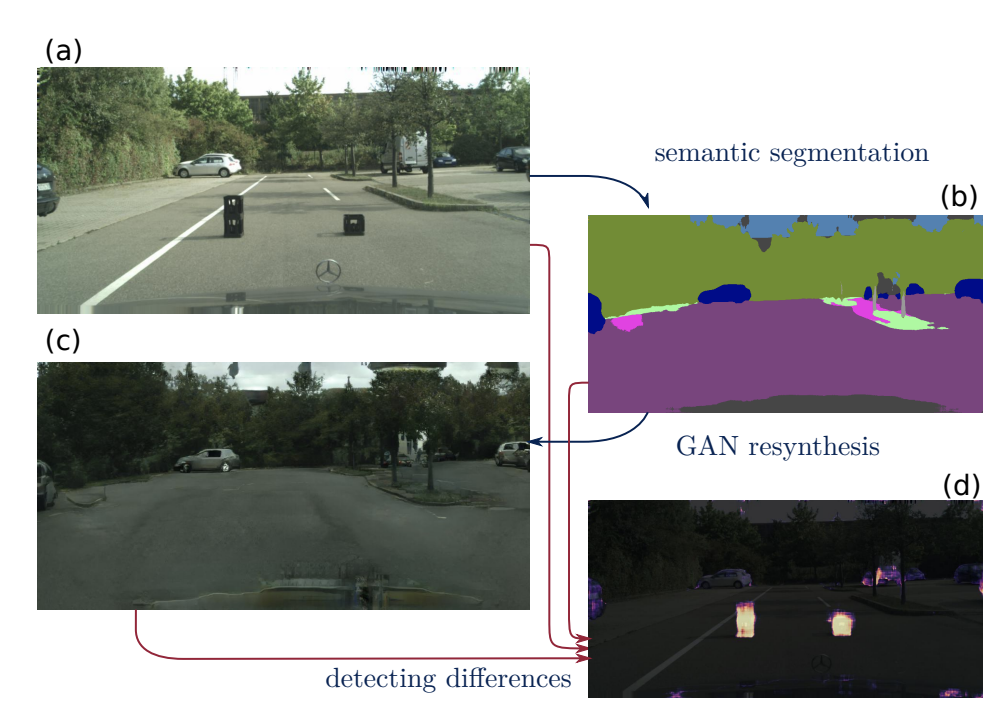 (a)
semantic segmentation
(b)
(c)
GAN resynthesis
(d)
detecting differences